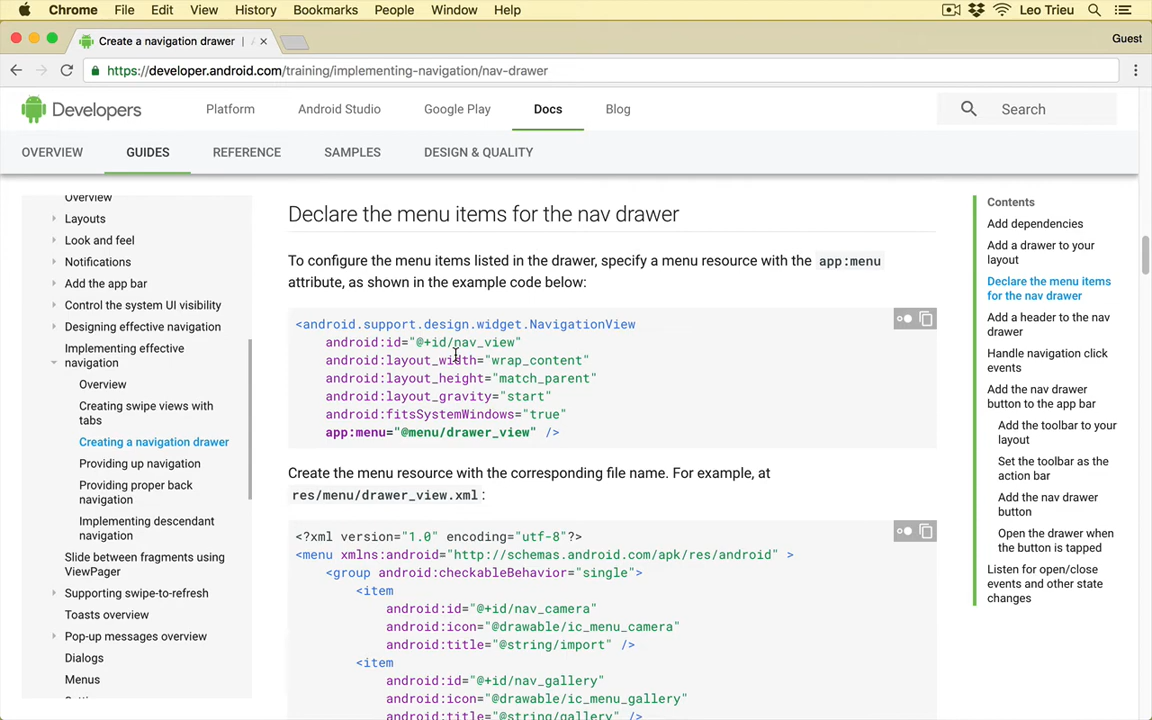 Chrome File Edit View History Bookmarks People Window Help Leo Trieu
Create a navigation drawer | Guest
https://developer.android.com/training/implementing-navigation/nav-drawer
Developers Platform Android Studio Google Play Docs Blog Search
OVERVIEW GUIDES REFERENCE SAMPLES DESIGN & QUALITY
Overview
Layouts
Look and feel
Notifications
Add the app bar
Control the system UI visibility
Designing effective navigation
Implementing effective
navigation
Overview
Creating swipe views with
tabs
Creating a navigation drawer
Providing up navigation
Providing proper back
navigation
Implementing descendant
navigation
Slide between fragments using
ViewPager
Supporting swipe-to-refresh
Toasts overview
Pop-up messages overview
Dialogs
Menus
Declare the menu items for the nav drawer
To configure the menu items listed in the drawer, specify a menu resource with the app:menu
attribute, as shown in the example code below:
<android.support.design.widget.NavigationView
android:id="@+id/nav_view"
android:layout_width="wrap_content"
android:layout_height="match_parent"
android:layout_gravity="start"
android:fitsSystemWindows="true"
app:menu="@menu/drawer_view" />
Create the menu resource with the corresponding file name. For example, at
res/menu/drawer_view.xml:
<?xml version="1.0" encoding="utf-8"?>
<menu xmlns:android="http://schemas.android.com/apk/res/android" >
<group android:checkableBehavior="single">
<item
android:id="@+id/nav_camera"
android:icon="@drawable/ic_menu_camera"
android:title="@string/import" />
<item
android:id="@+id/nav_gallery"
android:icon="@drawable/ic_menu_gallery"
android:title="@string/gallery" />
Contents
Add dependencies
Add a drawer to your
layout
Declare the menu items
for the nav drawer
Add a header to the nav
drawer
Handle navigation click
events
Add the nav drawer
button to the app bar
Add the toolbar to your
layout
Set the toolbar as the
action bar
Add the nav drawer
button
Open the drawer when
the button is tapped
Listen for open/close
events and other state
changes